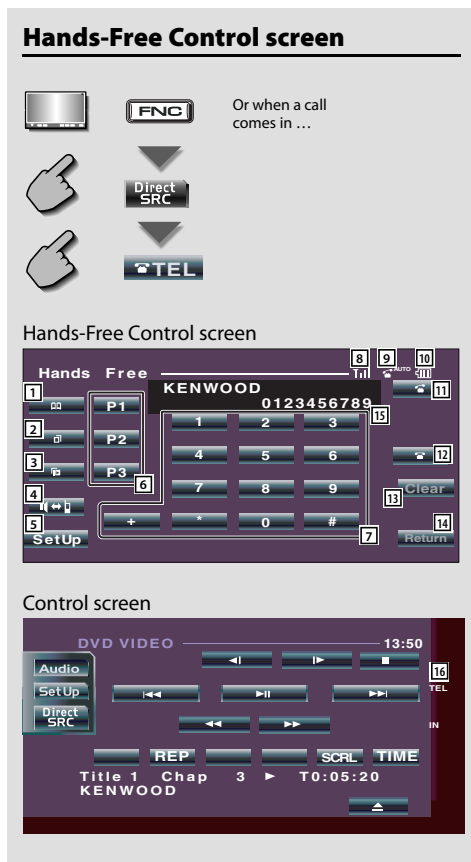 Hands-Free Control screen
FNC
Or when a call
comes in …
Direct
SRC
TEL
Hands-Free Control screen
8 9 10
Hands Free AUTO
1 KENWOOD 11
P1 0123456789
15
1 2 3
2 P2
4 5 6 12
3 P3 6
7 8 9 13 Clear
4
5 + * 0 # 7 14
SetUp Return
Control screen
DVD VIDEO 13:50
Audio 16
SetUp TEL
Direct
SRC IN
REP SCRL TIME
Title 1 Chap 3 ► T0:05:20
KENWOOD